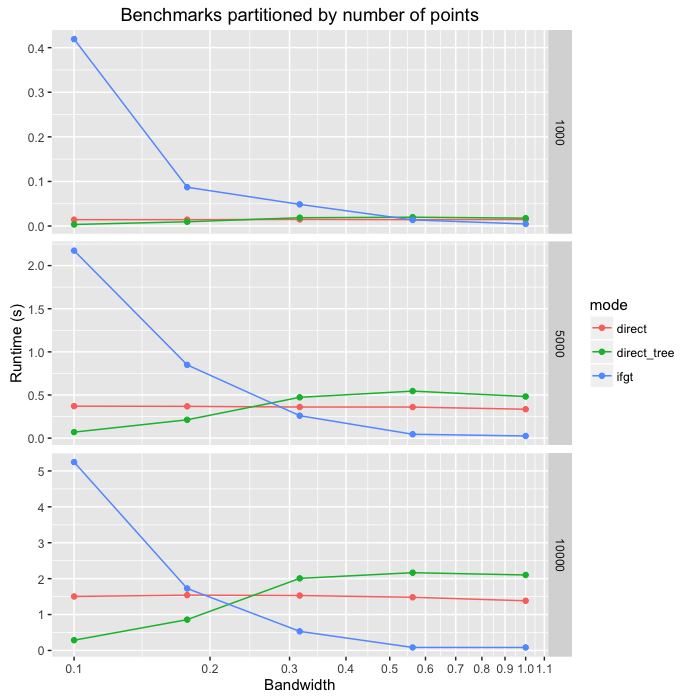 Benchmarks partitioned by number of points
0.4
0.3
0.2
0.1
0.0
1000
2.0
1.5
1.0
0.5
0.0
5000
Runtime (s)
mode
direct
direct_tree
ifgt
5
4
3
2
1
0
10000
0.1 0.2 0.3 0.4 0.5 0.6 0.7 0.8 0.9 1.0 1.1
Bandwidth